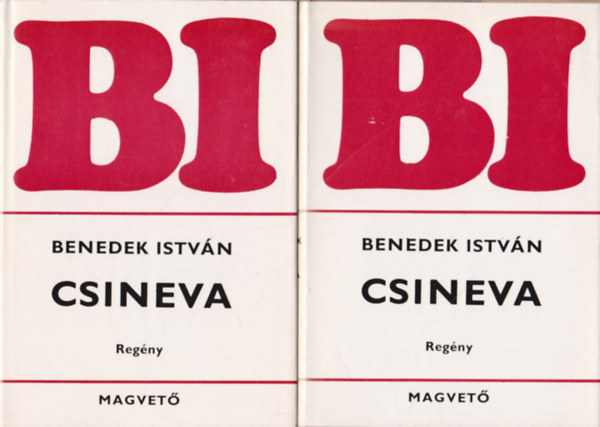 BI
BENEDEK ISTVÁN
CSINEVA
Regény
MAGVETŐ
BI
BENEDEK ISTVÁN
CSINEVA
Regény
MAGVETŐ